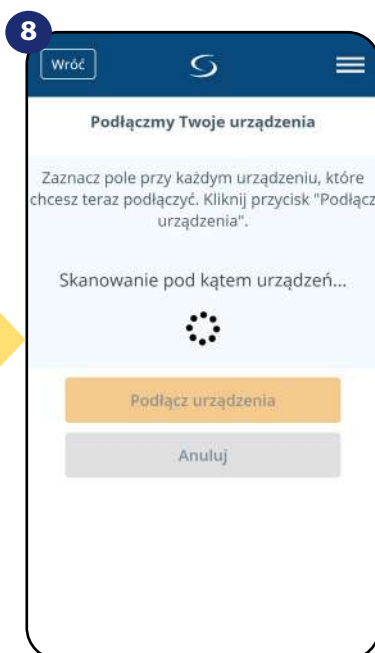 8
Wróć
Podłączmy Twoje urządzenia
Zaznacz pole przy każdym urządzeniu, które
chcesz teraz podłączyć. Kliknij przycisk "Podłącz
urządzenia".
Skanowanie pod kątem urządzeń...
Podłącz urządzenia
Anuluj